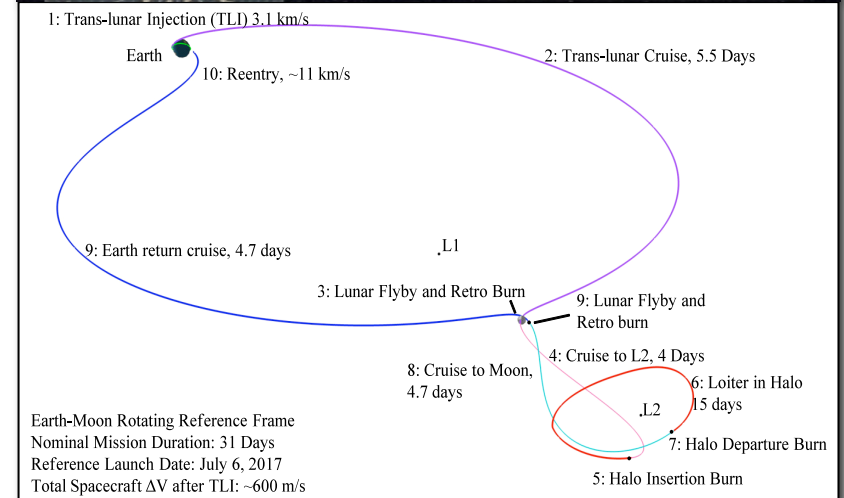 1: Trans-lunar Injection (TLI) 3.1 km/s
Earth
2: Trans-lunar Cruise, 5.5 Days
10: Reentry, ~11 km/s
L1
9: Earth return cruise, 4.7 days
3: Lunar Flyby and Retro Burn
9: Lunar Flyby and
Retro burn
4: Cruise to L2, 4 Days
8: Cruise to Moon,
4.7 days
6: Loiter in Halo
15 days
L2
7: Halo Departure Burn
5: Halo Insertion Burn
Earth-Moon Rotating Reference Frame
Nominal Mission Duration: 31 Days
Reference Launch Date: July 6, 2017
Total Spacecraft ΔV after TLI: ~600 m/s